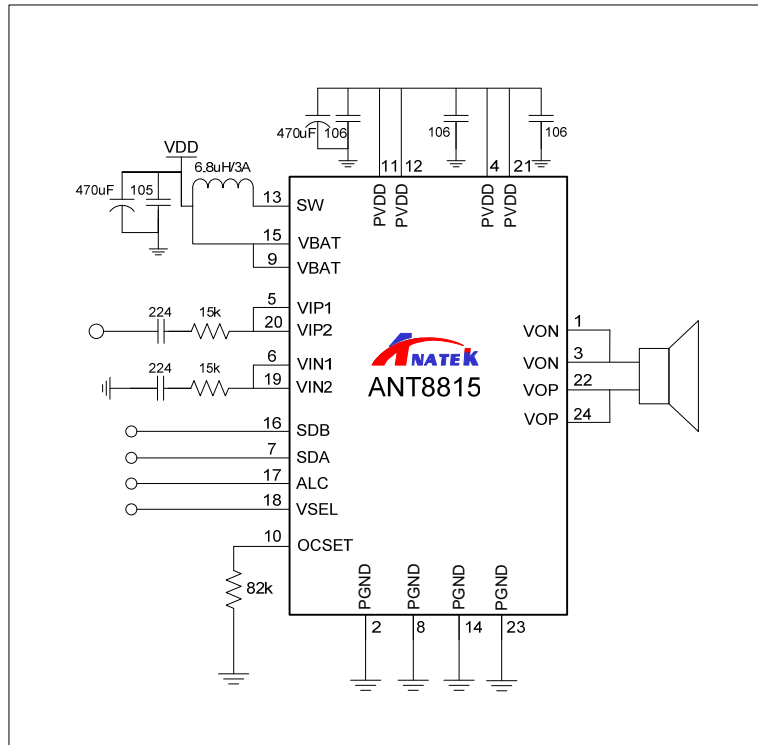 470uF 106 106 106
VDD
6.8uH/3A
470uF 105
11 12 4 21
PVDD PVDD PVDD PVDD
13 SW
15 VBAT
9 VBAT
224 15k
5 VIP1
20 VIP2
224 15k
6 VIN1
19 VIN2
16 SDB
7 SDA
17 ALC
18 VSEL
10 OCSET
82k
ANATEK
ANT8815
VON 1
VON 3
VOP 22
VOP 24
PGND PGND PGND PGND
2 8 14 23